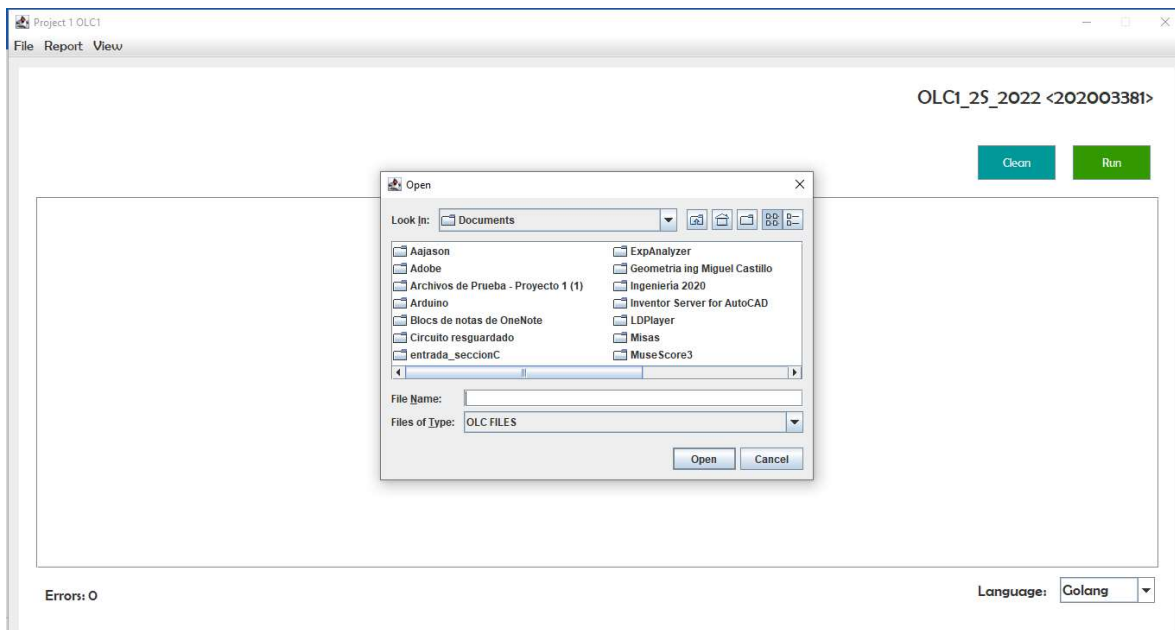 Project 1 OLC1
File Report View
OLC1_2S_2022 <202003381>
Clean Run
Open
Look In: Documents
Aajason
Adobe
Archivos de Prueba - Proyecto 1 (1)
Arduino
Blocs de notas de OneNote
Circuito resguardado
entrada_seccionC
ExpAnalyzer
Geometria ing Miguel Castillo
Ingeniería 2020
Inventor Server for AutoCAD
LDPlayer
Misas
MuseScore3
File Name:
Files of Type: OLC FILES
Open Cancel
Errors: 0
Language: Golang